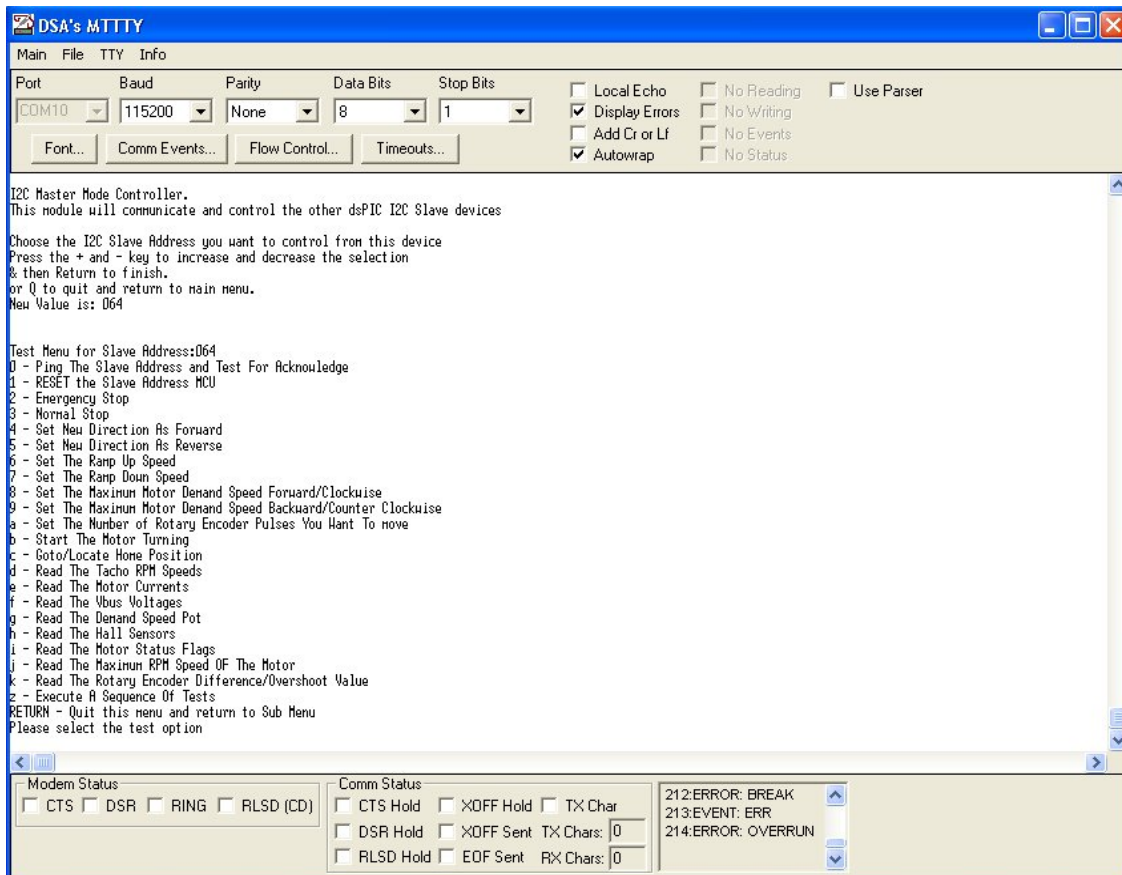 DSA's MTTTY
Main File TTY Info
Port Baud Parity Data Bits Stop Bits
COM10 115200 None 8 1
Font... Comm Events... Flow Control... Timeouts...
Local Echo No Reading Use Parser
Display Errors No Writing
Add Cr or Lf No Events
Autowrap No Status
I2C Master Mode Controller.
This module will communicate and control the other dsPIC I2C Slave devices
Choose the I2C Slave Address you want to control from this device
Press the + and - key to increase and decrease the selection
& then Return to finish.
or Q to quit and return to main menu.
New Value is: 064
Test Menu for Slave Address:064
0 - Ping The Slave Address and Test For Acknowledge
1 - RESET the Slave Address MCU
2 - Emergency Stop
3 - Normal Stop
4 - Set New Direction As Forward
5 - Set New Direction As Reverse
6 - Set The Ramp Up Speed
7 - Set The Ramp Down Speed
8 - Set The Maximum Motor Demand Speed Forward/Clockwise
9 - Set The Maximum Motor Demand Speed Backward/Counter Clockwise
a - Set The Number of Rotary Encoder Pulses You Want To move
b - Start The Motor Turning
c - Goto/Locate Home Position
d - Read The Tacho RPM Speeds
e - Read The Motor Currents
f - Read The Vbus Voltages
g - Read The Demand Speed Pot
h - Read The Hall Sensors
i - Read The Motor Status Flags
j - Read The Maximum RPM Speed OF The Motor
k - Read The Rotary Encoder Difference/Overshoot Value
z - Execute A Sequence Of Tests
RETURN - Quit this menu and return to Sub Menu
Please select the test option
Modem Status
CTS DSR RING RLSD (CD)
Comm Status
CTS Hold XOFF Hold TX Char
DSR Hold XOFF Sent TX Chars: 0
RLSD Hold EOF Sent RX Chars: 0
212:ERROR: BREAK
213:EVENT: ERR
214:ERROR: OVERRUN